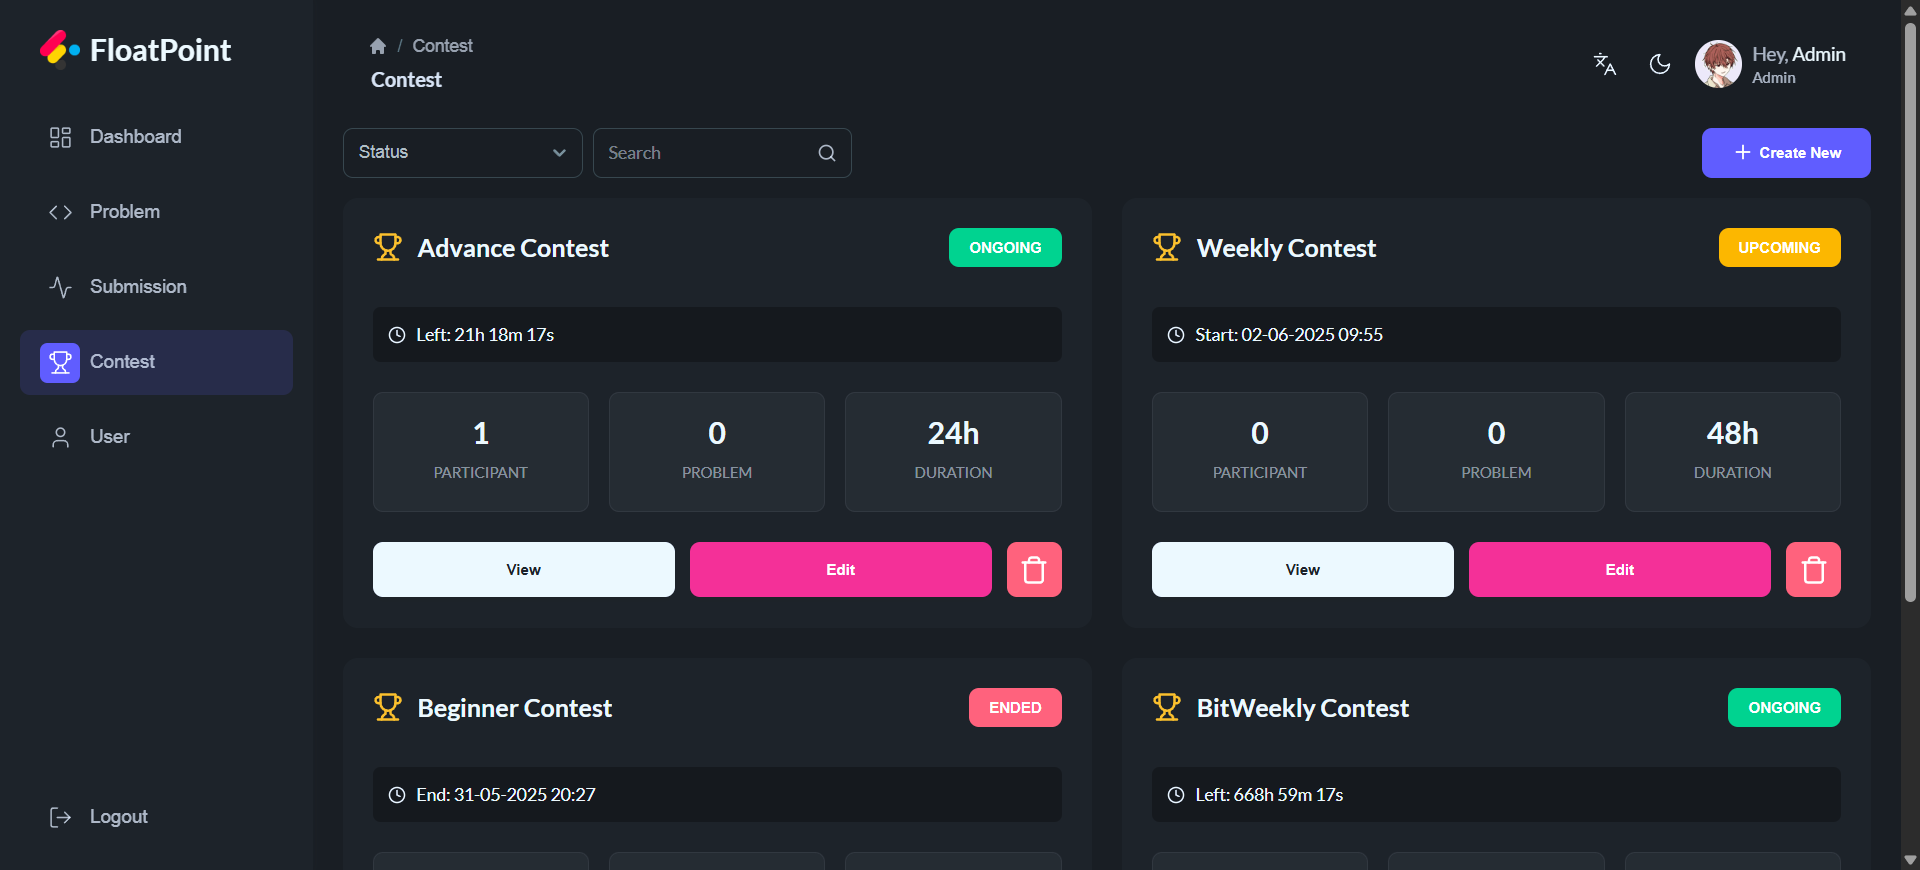 FloatPoint
Dashboard
Problem
Submission
Contest
User
Logout
/ Contest
Contest
Hey, Admin
Admin
Status
Search
Create New
Advance Contest
ONGOING
Left: 21h 18m 17s
1
PARTICIPANT
0
PROBLEM
24h
DURATION
View
Edit
Weekly Contest
UPCOMING
Start: 02-06-2025 09:55
0
PARTICIPANT
0
PROBLEM
48h
DURATION
View
Edit
Beginner Contest
ENDED
End: 31-05-2025 20:27
BitWeekly Contest
ONGOING
Left: 668h 59m 17s